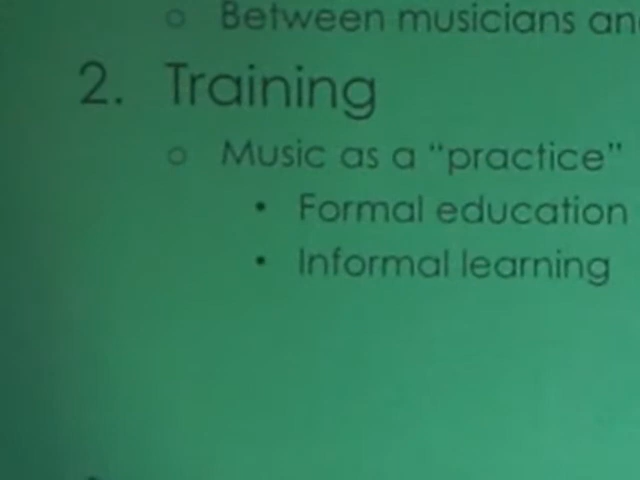 ○ Between musicians
2. Training
○ Music as a “practice”
• Formal education
• Informal learning